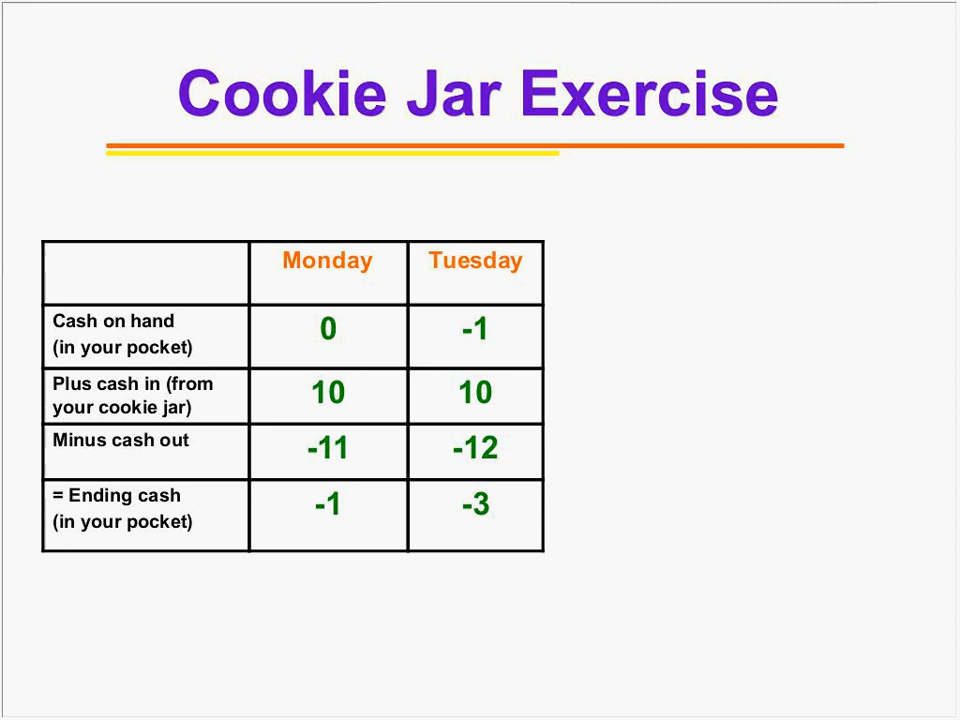 Cookie Jar Exercise
Monday Tuesday
Cash on hand
(in your pocket) 0 -1
Plus cash in (from
your cookie jar) 10 10
Minus cash out -11 -12
= Ending cash
(in your pocket) -1 -3